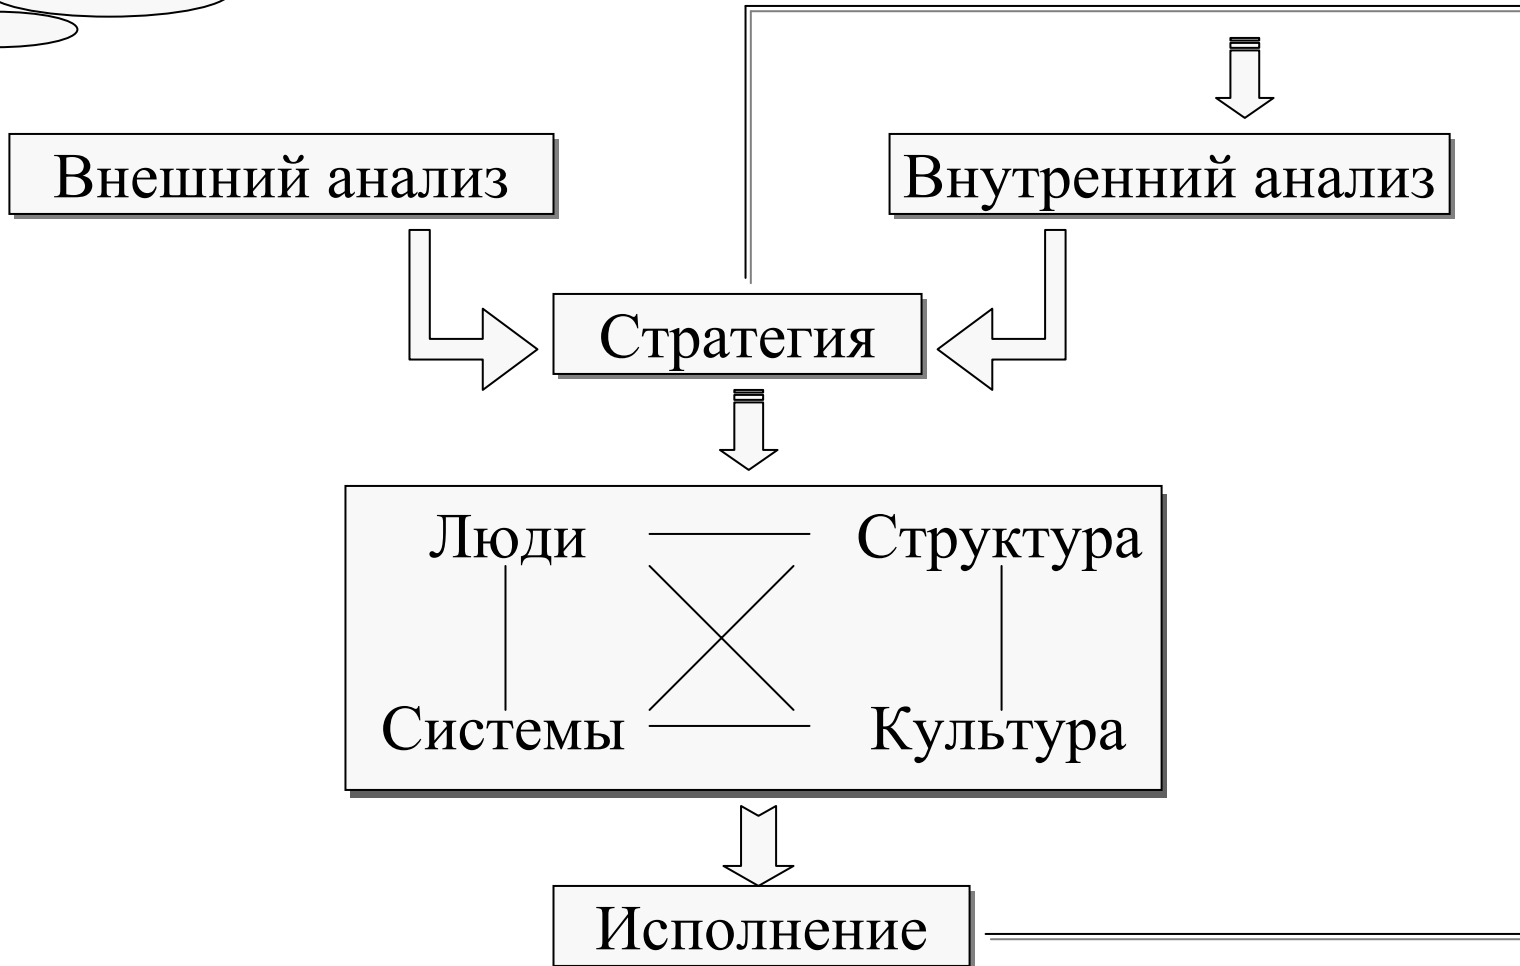 Внешний анализ
Внутренний анализ
Стратегия
Люди
Структура
Системы
Культура
Исполнение